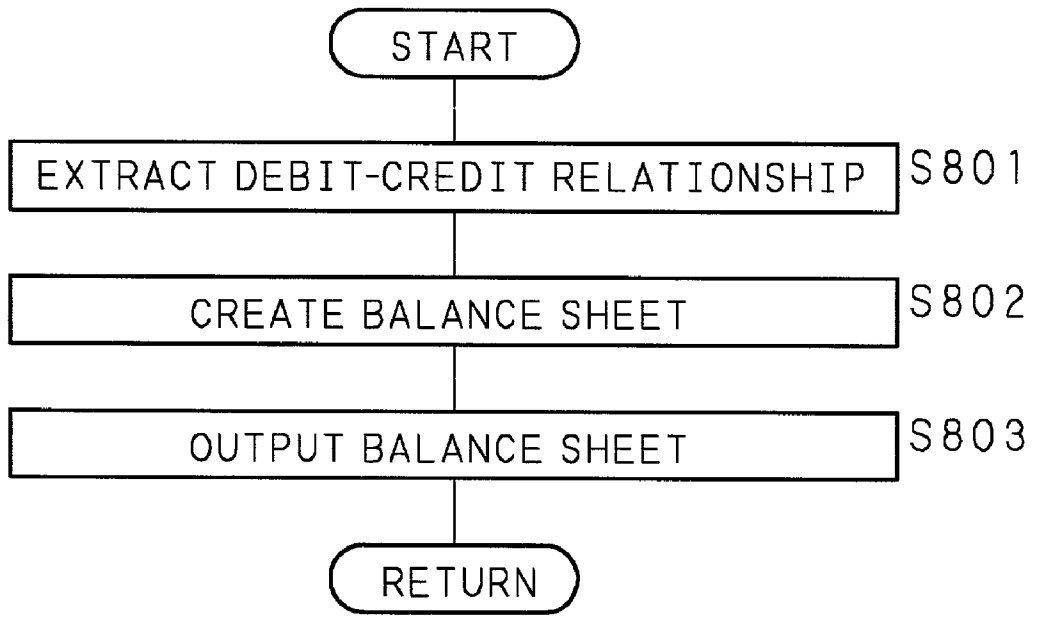 START
EXTRACT DEBIT-CREDIT RELATIONSHIP S801
CREATE BALANCE SHEET S802
OUTPUT BALANCE SHEET S803
RETURN